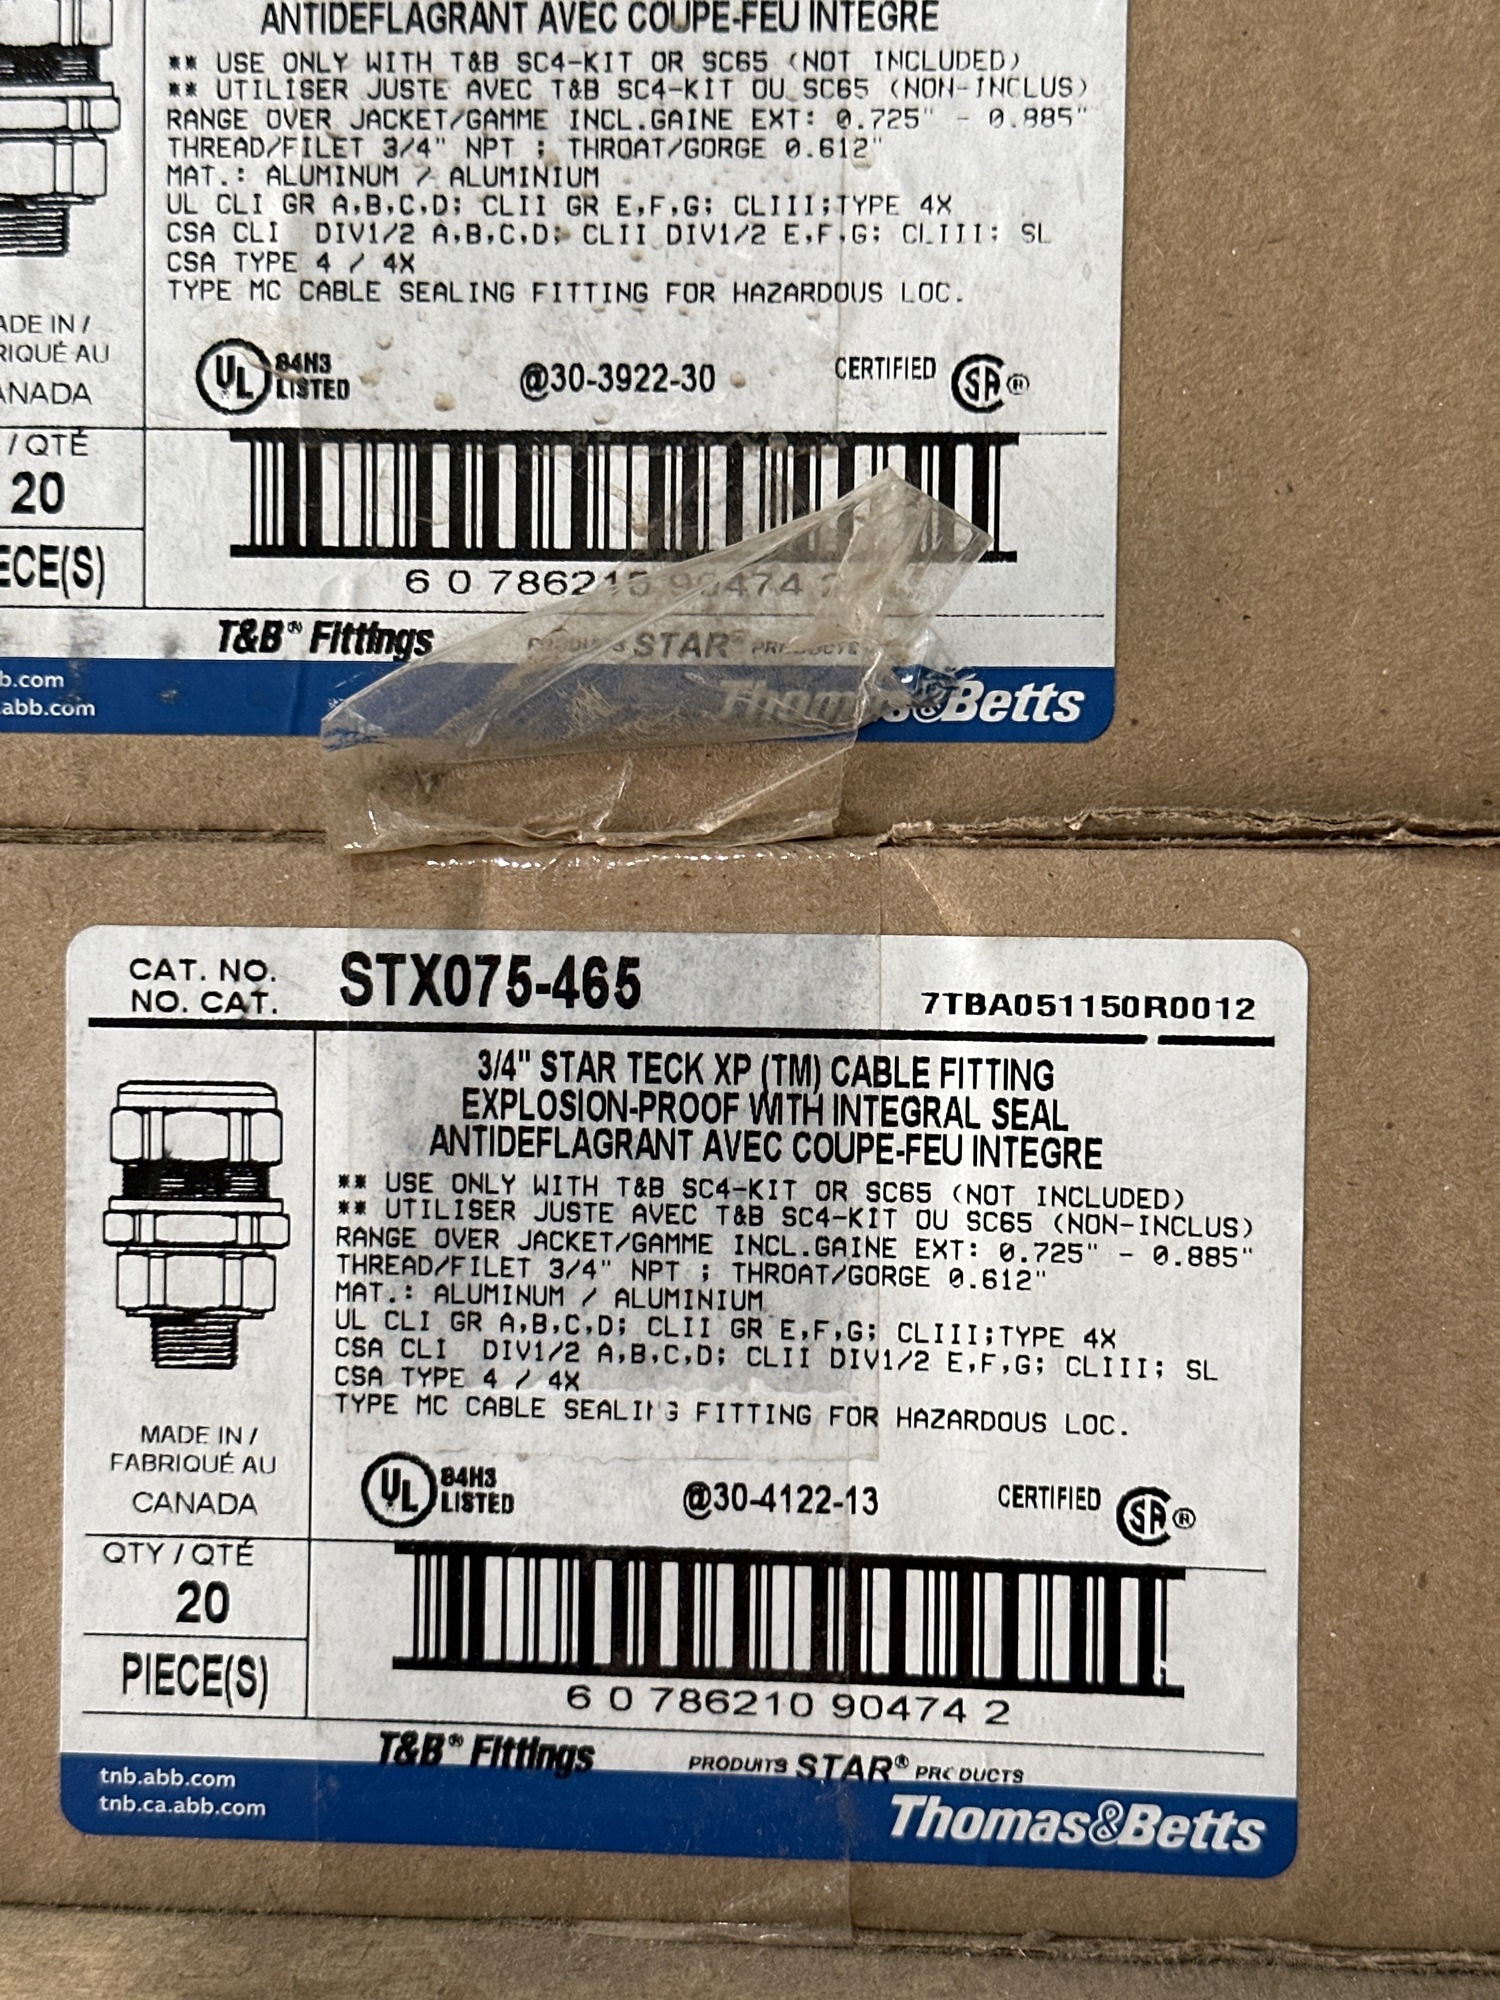 ANTIDEFLAGRANT AVEC COUPE-FEU INTEGRE
** USE ONLY WITH T&B SC4-KIT OR SC65 (NOT INCLUDED)
** UTILISER JUSTE AVEC T&B SC4-KIT OU SC65 (NON-INCLUS)
RANGE OVER JACKET/GAMME INCL.GAINE EXT: 0.725" - 0.885"
THREAD/FILET 3/4" NPT ; THROAT/GORGE 0.612"
MAT.: ALUMINUM / ALUMINIUM
UL CLI GR A,B,C,D; CLII GR E,F,G; CLIII;TYPE 4X
CSA CLI DIV1/2 A,B,C,D; CLII DIV1/2 E,F,G; CLIII; SL
CSA TYPE 4 / 4X
TYPE MC CABLE SEALING FITTING FOR HAZARDOUS LOC.
ADE IN /
RIQUÉ AU
ANADA
UL 84H3
LISTED
@30-3922-30
CERTIFIED SA®
/ QTÉ
20
ECE(S)
6 0 786215 90474
T&B® Fittings PRODUITS STAR® PRODUCTS
b.com
.abb.com
Thomas&Betts
CAT. NO.
NO. CAT.
STX075-465
7TBA051150R0012
3/4" STAR TECK XP (TM) CABLE FITTING
EXPLOSION-PROOF WITH INTEGRAL SEAL
ANTIDEFLAGRANT AVEC COUPE-FEU INTEGRE
** USE ONLY WITH T&B SC4-KIT OR SC65 (NOT INCLUDED)
** UTILISER JUSTE AVEC T&B SC4-KIT OU SC65 (NON-INCLUS)
RANGE OVER JACKET/GAMME INCL.GAINE EXT: 0.725" - 0.885"
THREAD/FILET 3/4" NPT ; THROAT/GORGE 0.612"
MAT.: ALUMINUM / ALUMINIUM
UL CLI GR A,B,C,D; CLII GR E,F,G; CLIII;TYPE 4X
CSA CLI DIV1/2 A,B,C,D; CLII DIV1/2 E,F,G; CLIII; SL
CSA TYPE 4 / 4X
TYPE MC CABLE SEALING FITTING FOR HAZARDOUS LOC.
MADE IN /
FABRIQUÉ AU
CANADA
UL 84H3
LISTED
@30-4122-13
CERTIFIED SA®
QTY / QTÉ
20
PIECE(S)
6 0 786210 90474 2
T&B® Fittings PRODUITS STAR® PRODUCTS
tnb.abb.com
tnb.ca.abb.com
Thomas&Betts